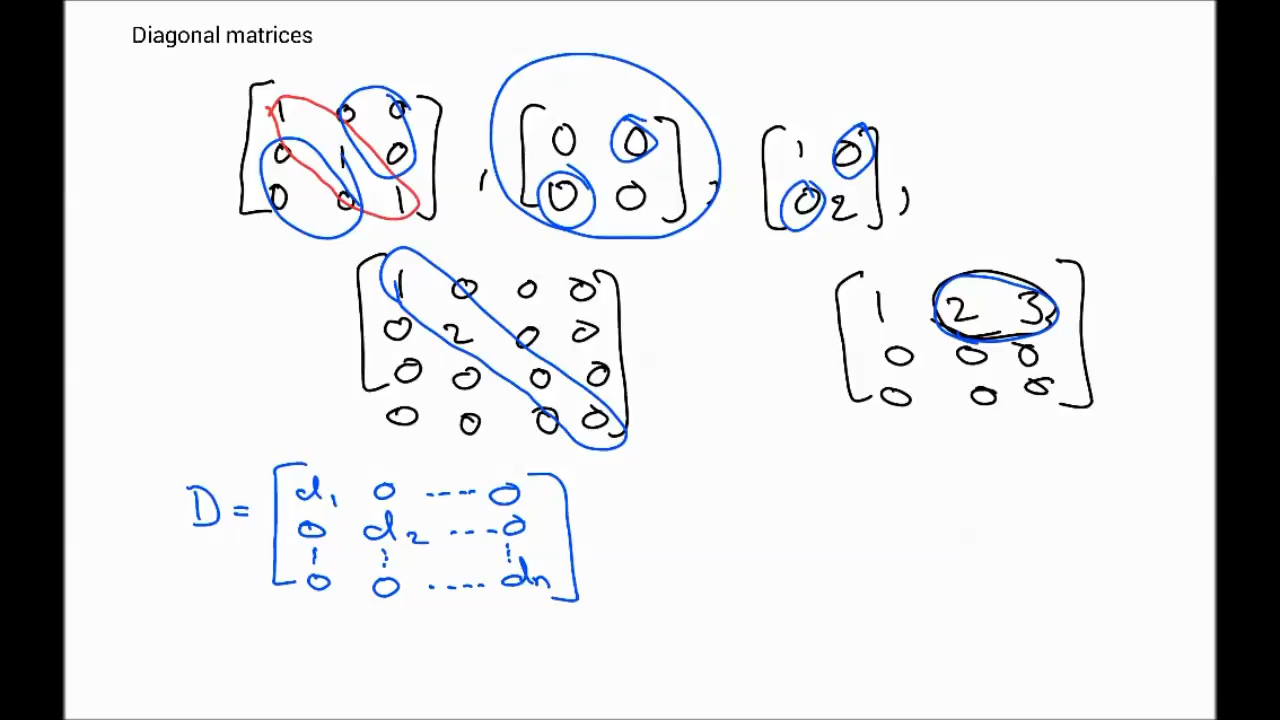 Diagonal matrices
[1 0 0
0 1 0
0 0 1] , [0 0
0 0] , [1 0
0 2] ,
[1 0 0 0
0 2 0 0
0 0 0 0
0 0 0 0]
[1 2 3
0 0 0
0 0 0]
D = [d₁ 0 ---- 0
0 d₂ ---- 0
⋮ ⋮ ⋮
0 0 ---- dn]